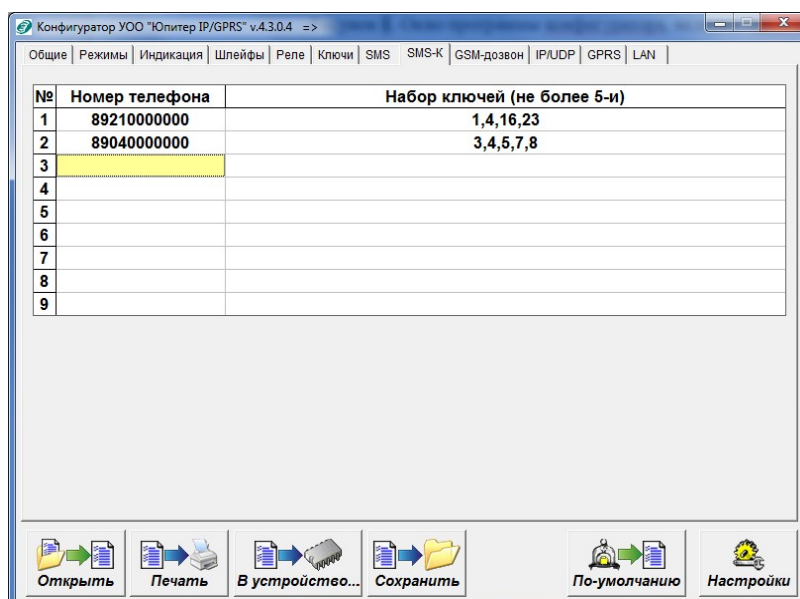 Конфигуратор УОО "Юпитер IP/GPRS" v.4.3.0.4 =>
Общие Режимы Индикация Шлейфы Реле Ключи SMS SMS-K GSM-дозвон IP/UDP GPRS LAN
№ Номер телефона Набор ключей (не более 5-и)
1 89210000000 1,4,16,23
2 89040000000 3,4,5,7,8
3
4
5
6
7
8
9
Открыть Печать В устройство... Сохранить По-умолчанию Настройки